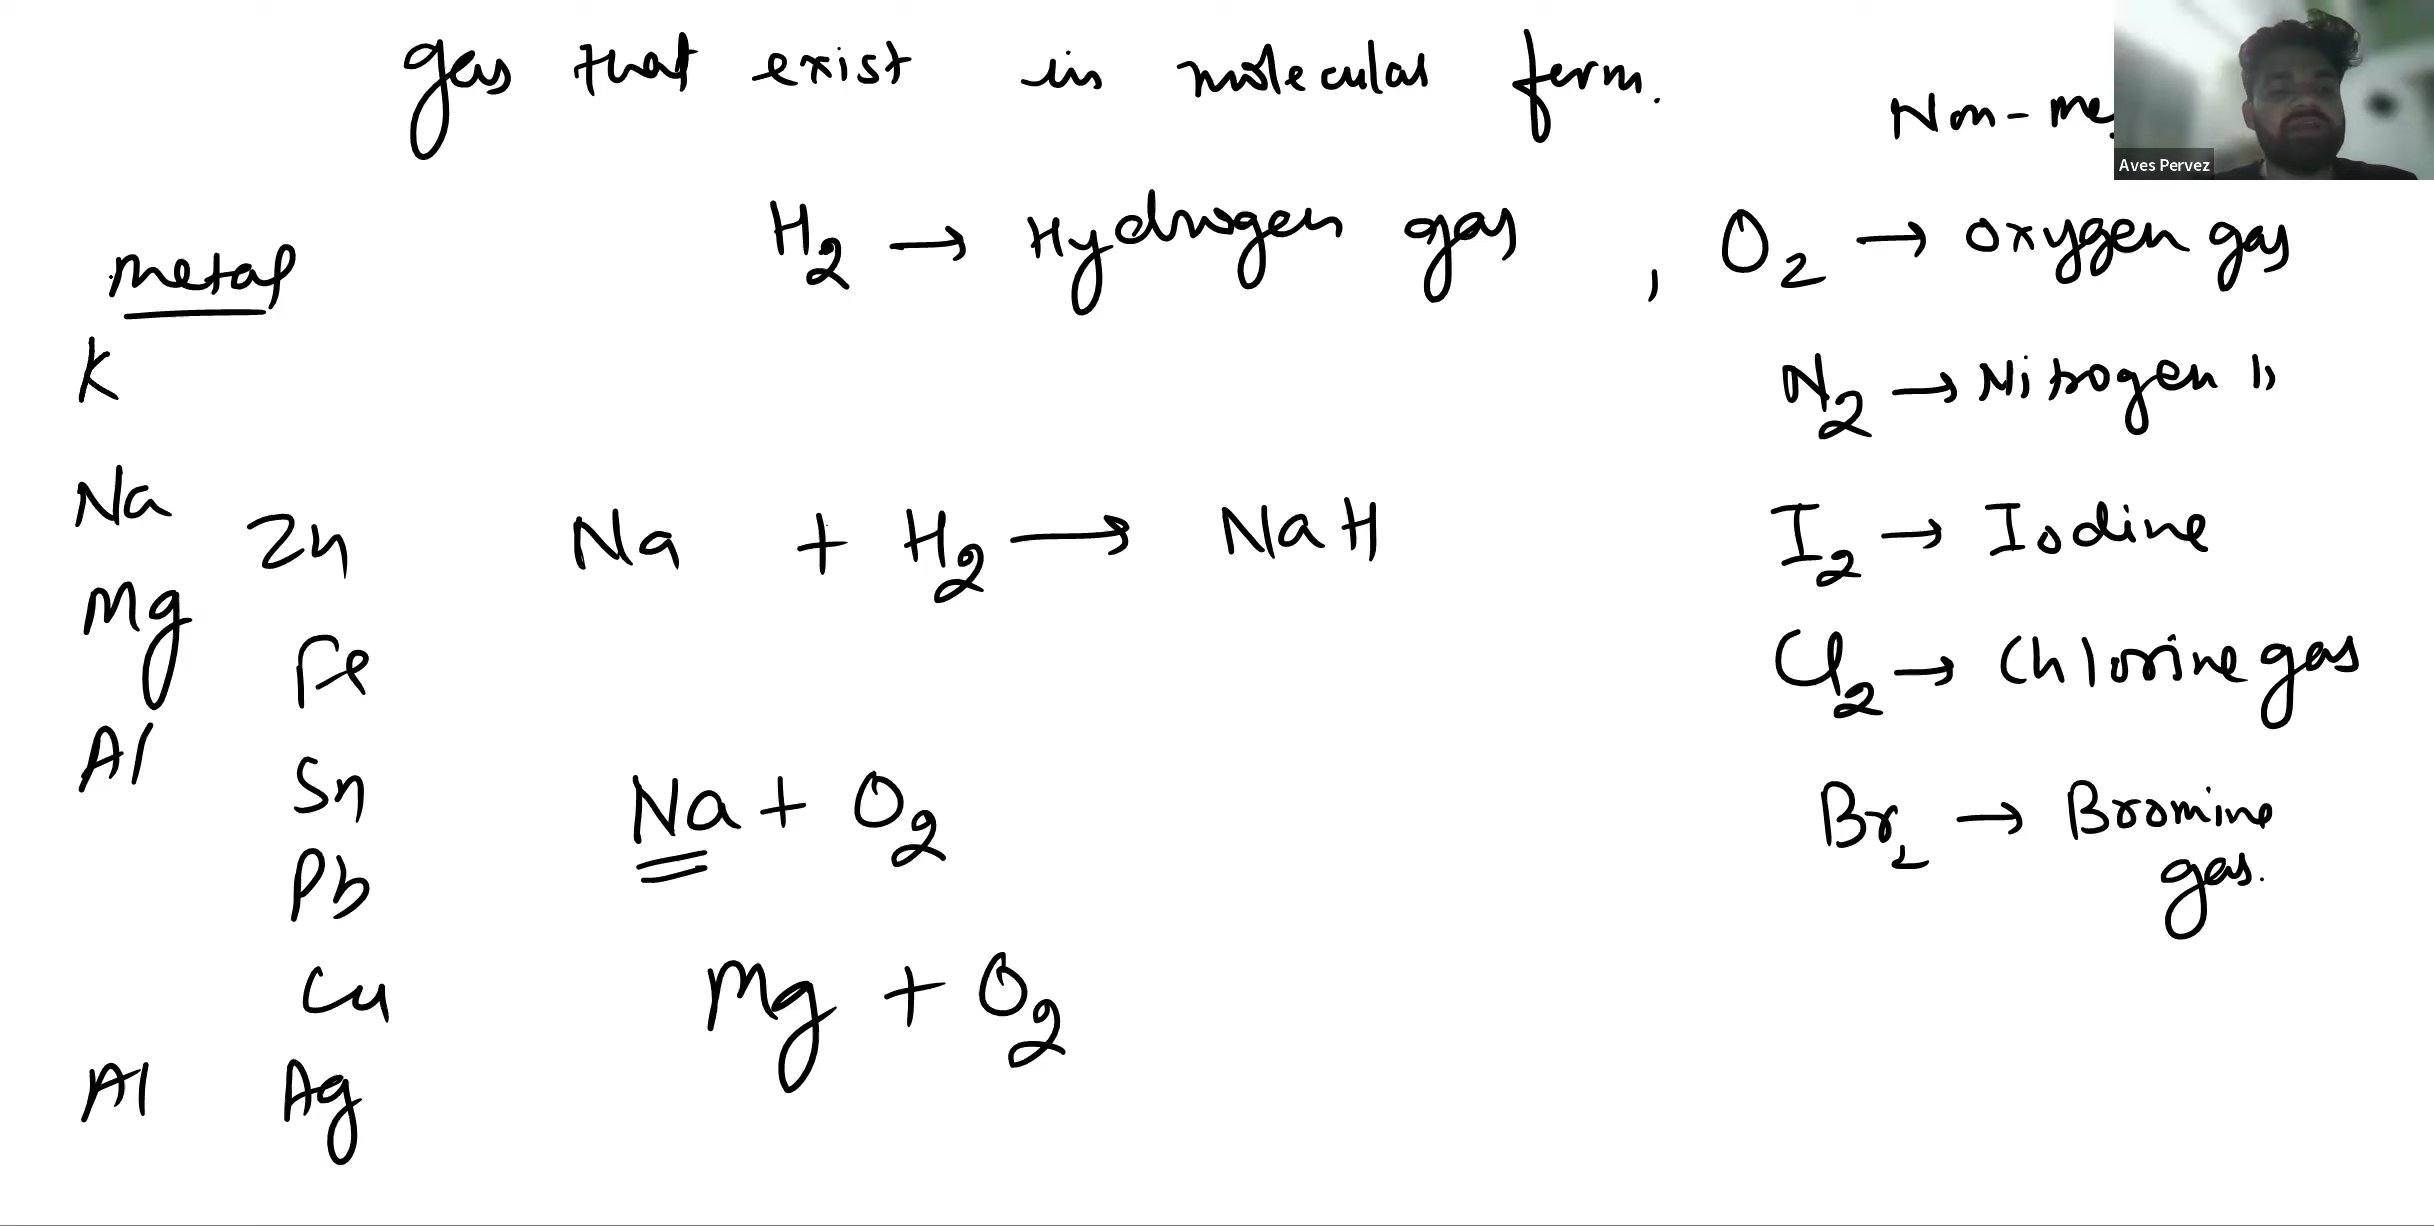 gas that exist in molecular form.
Non-me
Aves Pervez
H2 → Hydrogen gas , O2 → oxygen gas
metal
K
N2 → Nitrogen "
Na
Zn
Na + H2 → NaH
I2 → Iodine
Mg
Fe
Cl2 → Chlorine gas
Al
Sn
Na + O2
Br2 → Bromine
gas.
Pb
Cu
Mg + O2
Al Ag